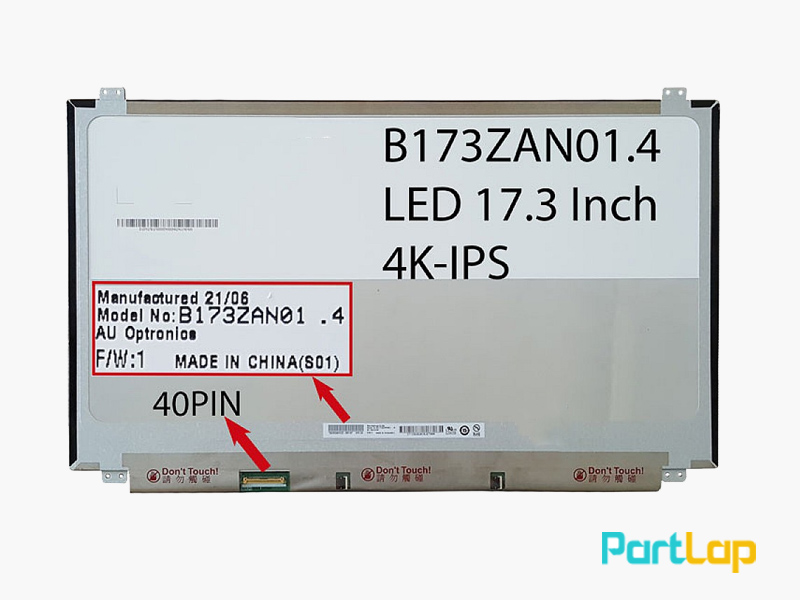 B173ZAN01.4
LED 17.3 Inch
4K-IPS
Manufactured 21/06
Model No:B173ZAN01 .4
AU Optronics
F/W:1 MADE IN CHINA(S01)
40PIN
Don't Touch!
請勿觸碰
Don't Touch!
請勿觸碰
Don't Touch!
請勿觸碰
PartLap